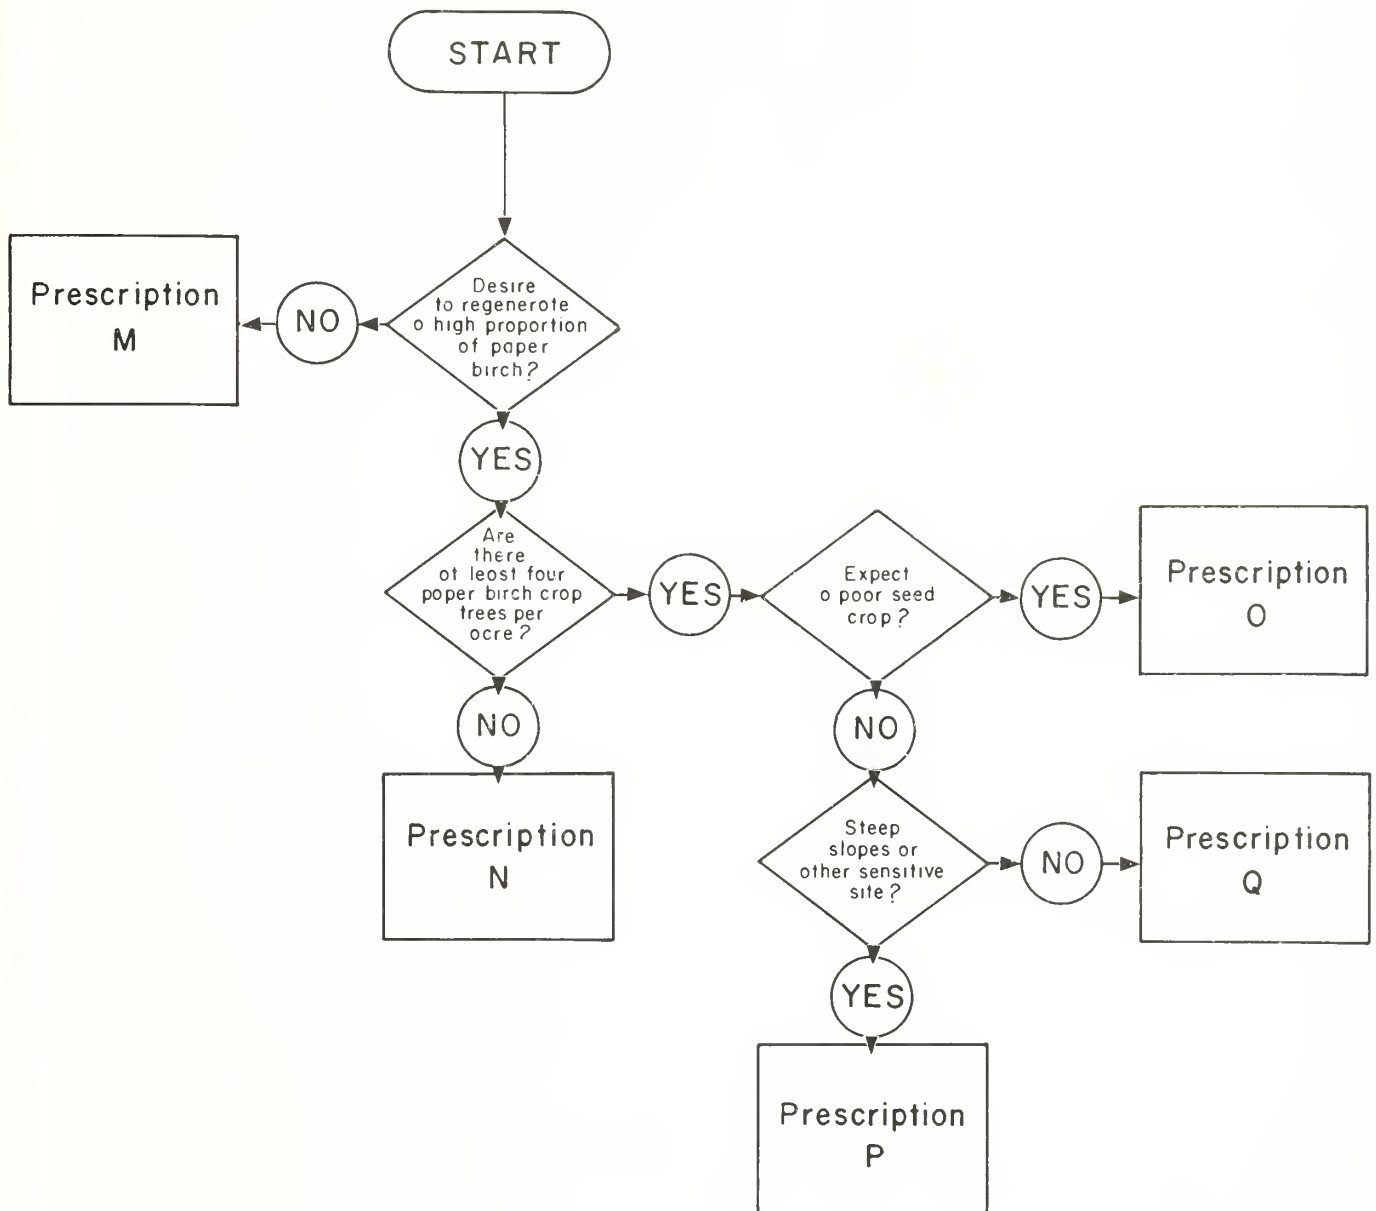 START
Desire
to regenerote
o high proportion
of paper
birch?
NO
Prescription
M
YES
Are
there
ot leost four
poper birch crop
trees per
ocre?
YES
Expect
o poor seed
crop?
YES
Prescription
O
NO
Prescription
N
NO
Steep
slopes or
other sensitive
site?
NO
Prescription
Q
YES
Prescription
P